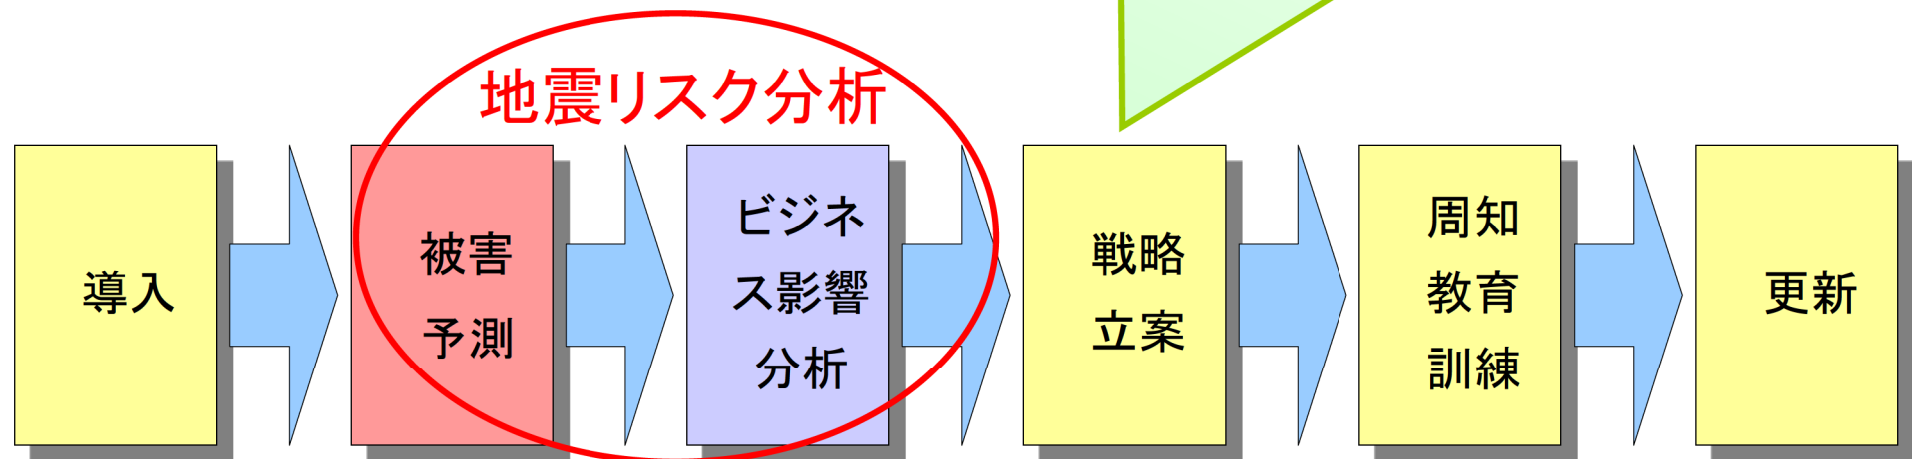 地震リスク分析
導入
被害
予測
ビジネ
ス影響
分析
戦略
立案
周知
教育
訓練
更新